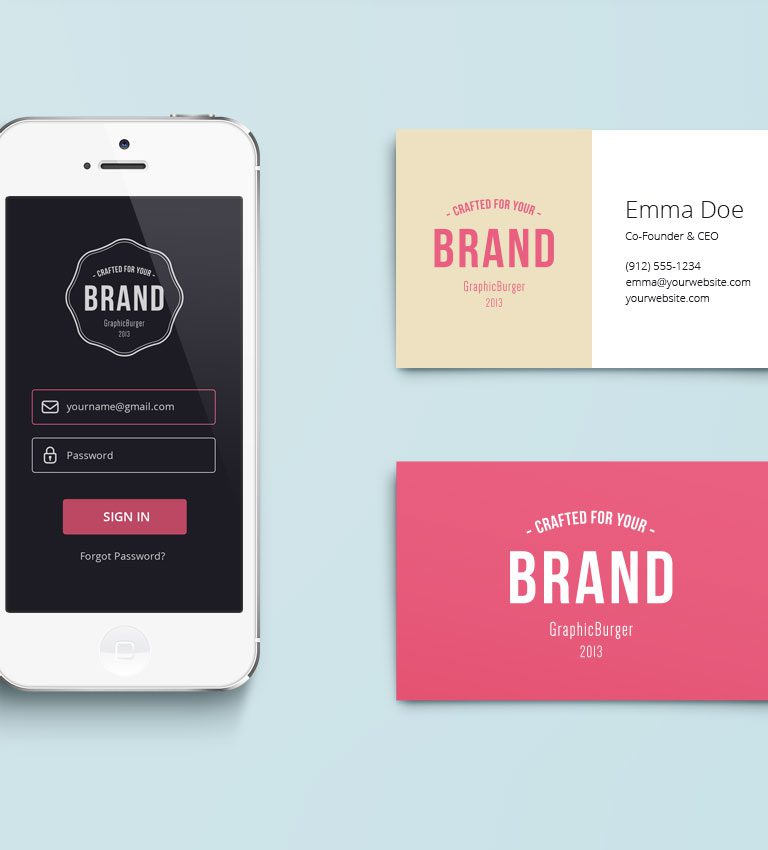 - CRAFTED FOR YOUR -
BRAND
GraphicBurger
2013
yourname@gmail.com
Password
SIGN IN
Forgot Password?
- CRAFTED FOR YOUR -
BRAND
GraphicBurger
2013
Emma Doe
Co-Founder & CEO
(912) 555-1234
emma@yourwebsite.com
yourwebsite.com
- CRAFTED FOR YOUR -
BRAND
GraphicBurger
2013